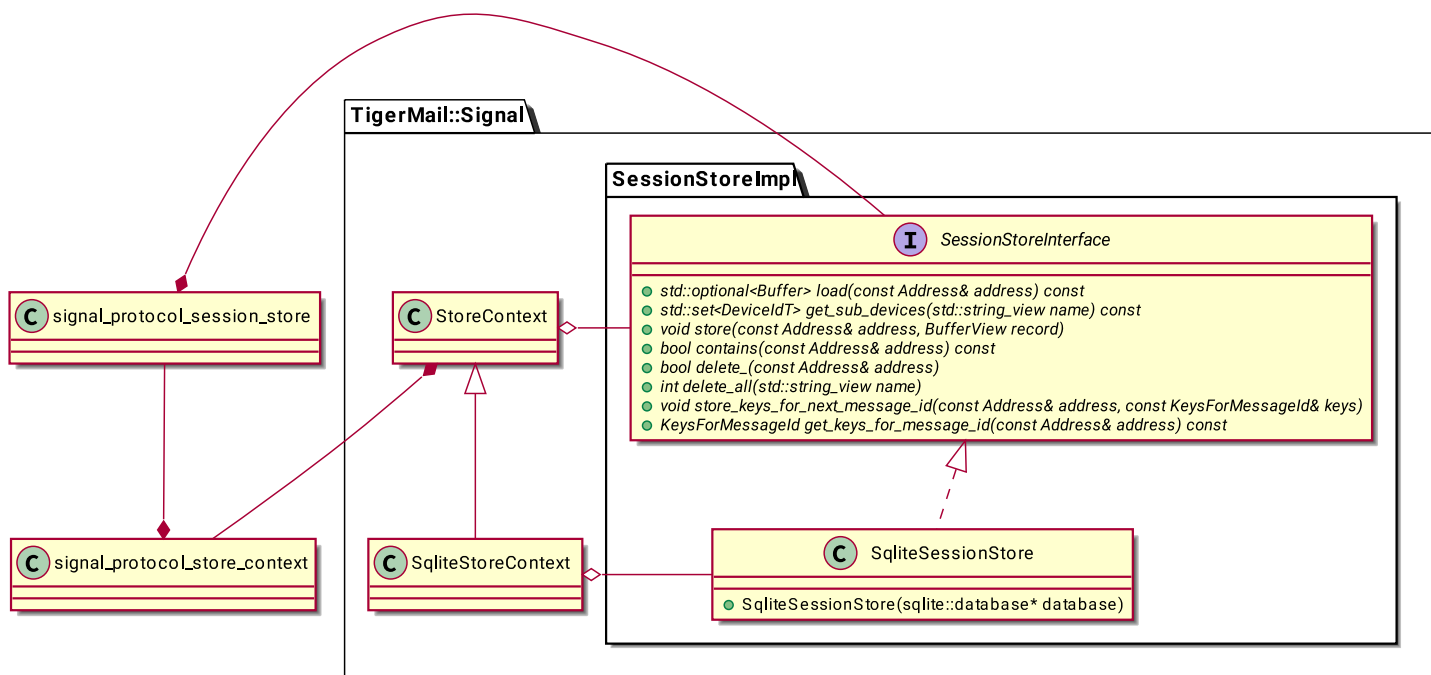 TigerMail::Signal
SessionStoreImpl
I SessionStoreInterface
std::optional<Buffer> load(const Address& address) const
std::set<DeviceIdT> get_sub_devices(std::string_view name) const
void store(const Address& address, BufferView record)
bool contains(const Address& address) const
bool delete_(const Address& address)
int delete_all(std::string_view name)
void store_keys_for_next_message_id(const Address& address, const KeysForMessageId& keys)
KeysForMessageId get_keys_for_message_id(const Address& address) const
C signal_protocol_session_store
C StoreContext
C signal_protocol_store_context
C SqliteStoreContext
C SqliteSessionStore
SqliteSessionStore(sqlite::database* database)